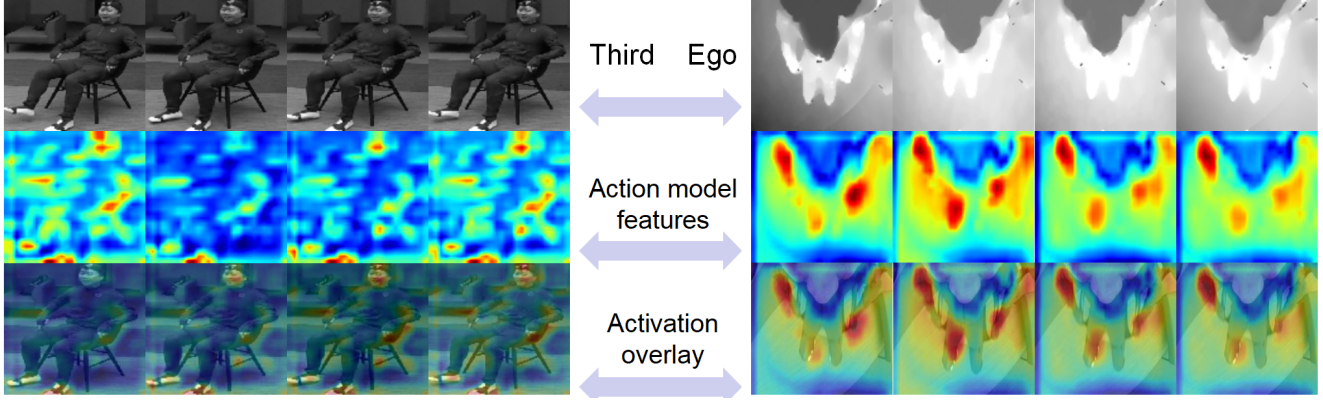 Third Ego
Action model
features
Activation
overlay